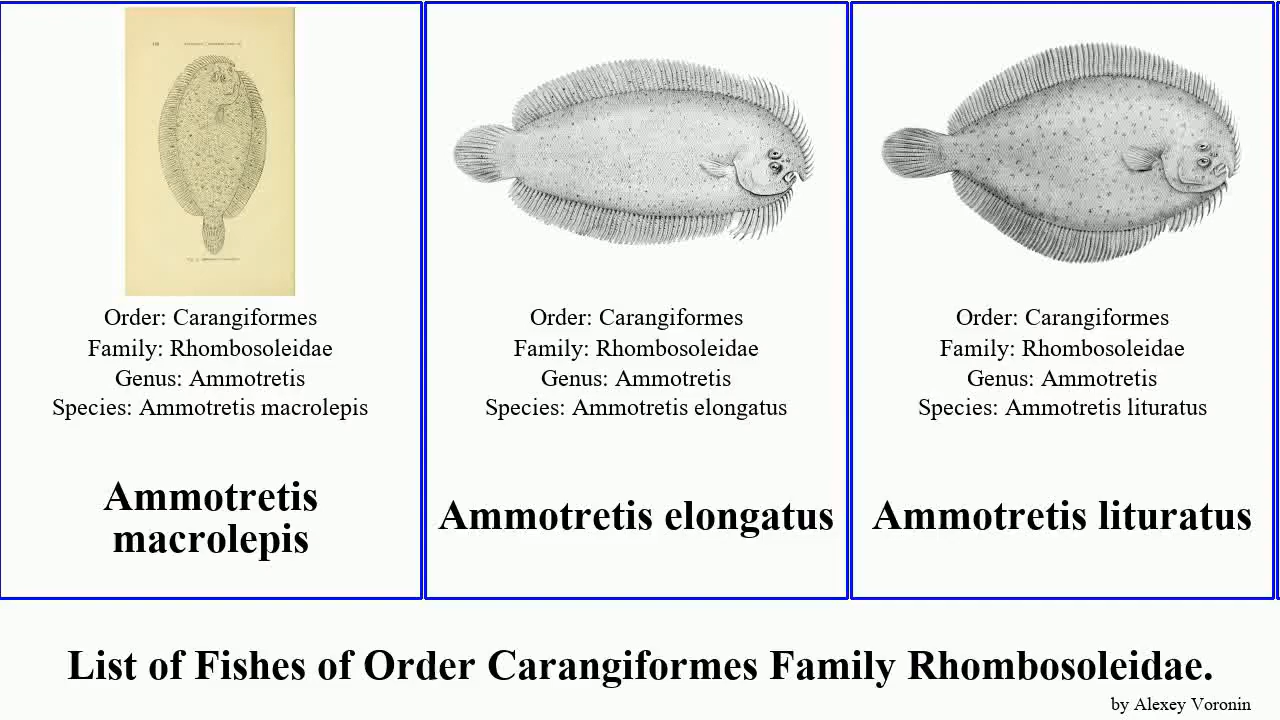 Order: Carangiformes
Family: Rhombosoleidae
Genus: Ammotretis
Species: Ammotretis macrolepis
Ammotretis
macrolepis
Order: Carangiformes
Family: Rhombosoleidae
Genus: Ammotretis
Species: Ammotretis elongatus
Ammotretis elongatus
Order: Carangiformes
Family: Rhombosoleidae
Genus: Ammotretis
Species: Ammotretis lituratus
Ammotretis lituratus
List of Fishes of Order Carangiformes Family Rhombosoleidae.
by Alexey Voronin